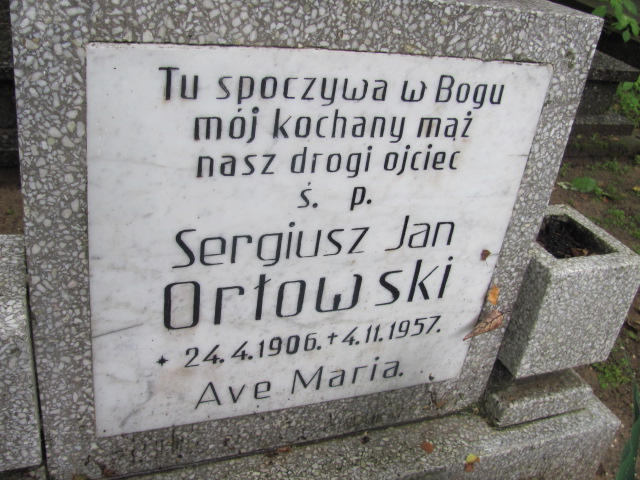 Tu spoczywa w Bogu
mój kochany mąż
nasz drogi ojciec
ś. p.
Sergiusz Jan
Orłowski
* 24.4.1906. + 4.11.1957.
Ave Maria.